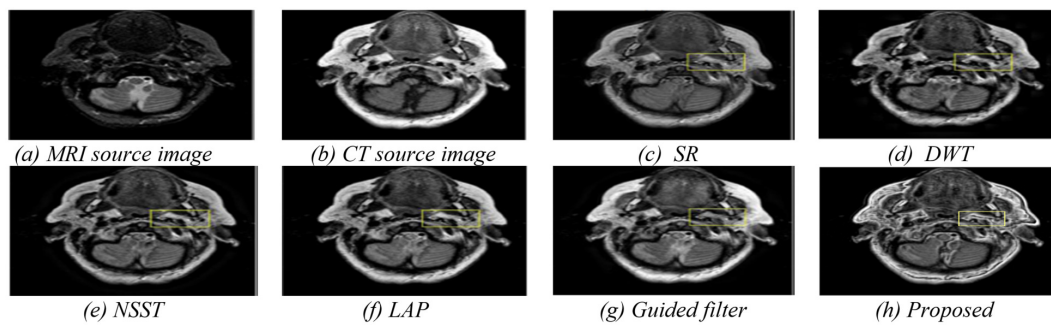 (a) MRI source image
(b) CT source image
(c) SR
(d) DWT
(e) NSST
(f) LAP
(g) Guided filter
(h) Proposed